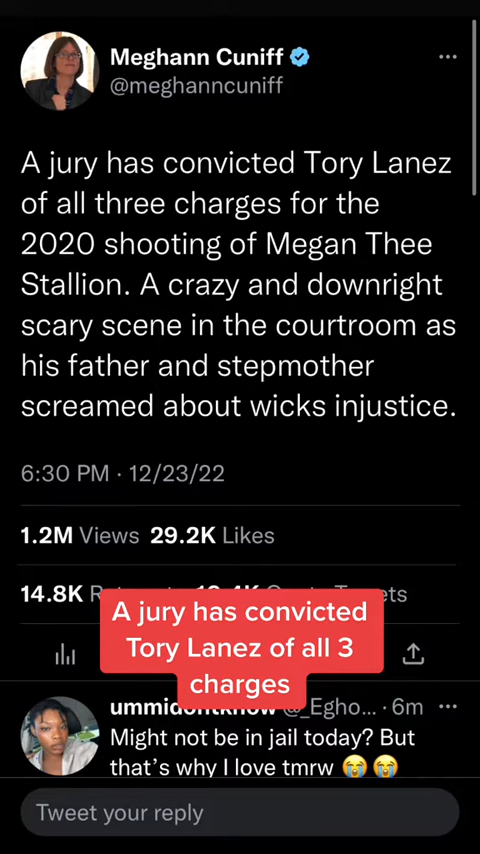 Meghann Cuniff
@meghanncuniff
A jury has convicted Tory Lanez
of all three charges for the
2020 shooting of Megan Thee
Stallion. A crazy and downright
scary scene in the courtroom as
his father and stepmother
screamed about wicks injustice.
6:30 PM · 12/23/22
1.2M Views 29.2K Likes
14.8K
A jury has convicted
Tory Lanez of all 3
charges
ummidontknow @_Egho... · 6m
Might not be in jail today? But
that's why I love tmrw 😭😭
Tweet your reply